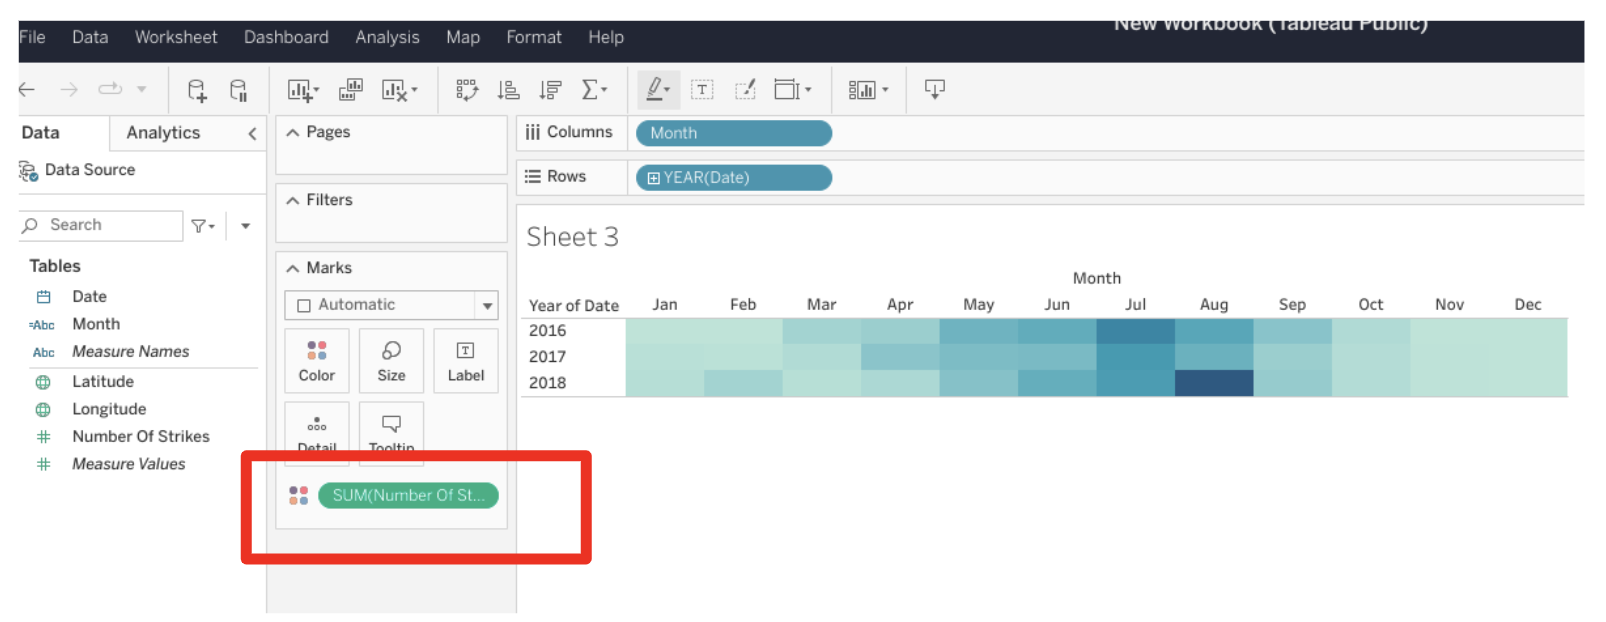 New Workbook (Tableau Public)
File Data Worksheet Dashboard Analysis Map Format Help
Data Analytics
Data Source
Search
Tables
Date
Abc Month
Abc Measure Names
Latitude
Longitude
Number Of Strikes
Measure Values
Pages
Filters
Marks
Automatic
Color Size Label
Detail Tooltip
SUM(Number Of St...
Columns Month
Rows YEAR(Date)
Sheet 3
Month
Year of Date Jan Feb Mar Apr May Jun Jul Aug Sep Oct Nov Dec
2016
2017
2018